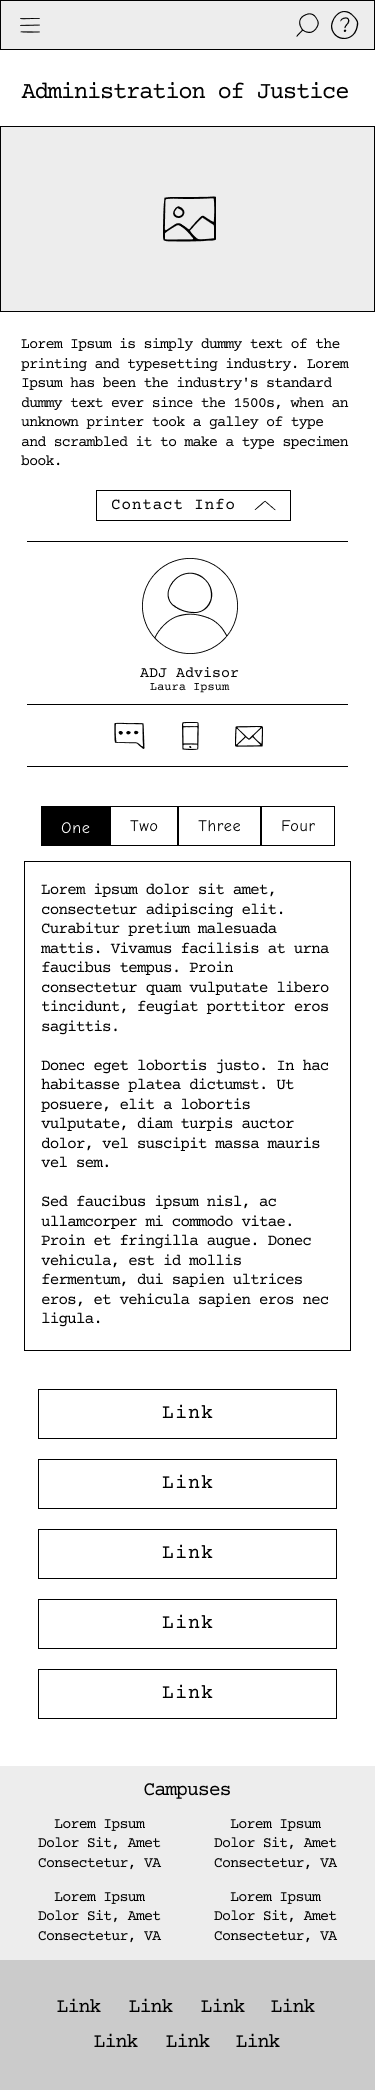 ?
Administration of Justice
Lorem Ipsum is simply dummy text of the
printing and typesetting industry. Lorem
Ipsum has been the industry's standard
dummy text ever since the 1500s, when an
unknown printer took a galley of type
and scrambled it to make a type specimen
book.
Contact Info
ADJ Advisor
Laura Ipsum
One Two Three Four
Lorem ipsum dolor sit amet,
consectetur adipiscing elit.
Curabitur pretium malesuada
mattis. Vivamus facilisis at urna
faucibus tempus. Proin
consectetur quam vulputate libero
tincidunt, feugiat porttitor eros
sagittis.
Donec eget lobortis justo. In hac
habitasse platea dictumst. Ut
posuere, elit a lobortis
vulputate, diam turpis auctor
dolor, vel suscipit massa mauris
vel sem.
Sed faucibus ipsum nisl, ac
ullamcorper mi commodo vitae.
Proin et fringilla augue. Donec
vehicula, est id mollis
fermentum, dui sapien ultrices
eros, et vehicula sapien eros nec
ligula.
Link
Link
Link
Link
Link
Campuses
Lorem Ipsum
Dolor Sit, Amet
Consectetur, VA
Lorem Ipsum
Dolor Sit, Amet
Consectetur, VA
Lorem Ipsum
Dolor Sit, Amet
Consectetur, VA
Lorem Ipsum
Dolor Sit, Amet
Consectetur, VA
Link Link Link Link
Link Link Link